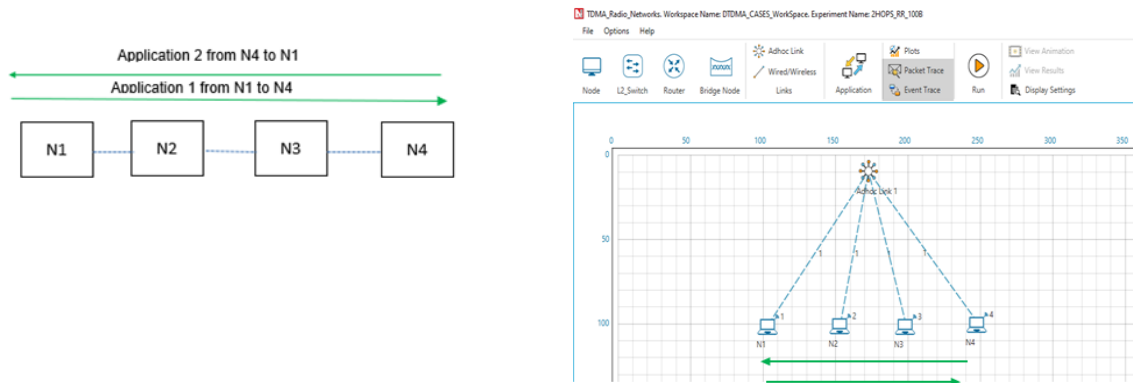 Application 2 from N4 to N1
Application 1 from N1 to N4
N1 N2 N3 N4
TDMA_Radio_Networks. Workspace Name: DTDMA_CASES_WorkSpace. Experiment Name: 2HOPS_RR_100B
File Options Help
Adhoc Link Plots View Animation
Wired/Wireless Packet Trace View Results
Node L2_Switch Router Bridge Node Links Application Event Trace Run Display Settings
0 50 100 150 200 250 300 350
0
Adhoc Link 1
50
1 1 1 1
100
1 2 3 4
N1 N2 N3 N4